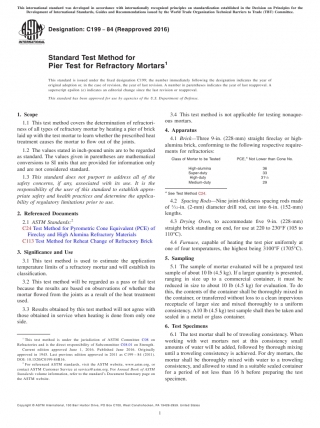 This international standard was developed in accordance with internationally recognized principles on standardization established in the Decision on Principles for the
Development of International Standards, Guides and Recommendations issued by the World Trade Organization Technical Barriers to Trade (TBT) Committee.
Designation: C199 − 84 (Reapproved 2016)
INTERNATIONAL
Standard Test Method for
Pier Test for Refractory Mortars1
This standard is issued under the fixed designation C199; the number immediately following the designation indicates the year of
original adoption or, in the case of revision, the year of last revision. A number in parentheses indicates the year of last reapproval. A
superscript epsilon (ε) indicates an editorial change since the last revision or reapproval.
This standard has been approved for use by agencies of the U.S. Department of Defense.
1. Scope
1.1 This test method covers the determination of refractori-
ness of all types of refractory mortar by heating a pier of brick
laid up with the test mortar to learn whether the prescribed heat
treatment causes the mortar to flow out of the joints.
1.2 The values stated in inch-pound units are to be regarded
as standard. The values given in parentheses are mathematical
conversions to SI units that are provided for information only
and are not considered standard.
1.3 This standard does not purport to address all of the
safety concerns, if any, associated with its use. It is the
responsibility of the user of this standard to establish appro-
priate safety and health practices and determine the applica-
bility of regulatory limitations prior to use.
2. Referenced Documents
2.1 ASTM Standards:2
C24 Test Method for Pyrometric Cone Equivalent (PCE) of
Fireclay and High Alumina Refractory Materials
C113 Test Method for Reheat Change of Refractory Brick
3. Significance and Use
3.1 This test method is used to estimate the application
temperature limits of a refractory mortar and will establish its
classification.
3.2 This test method will be regarded as a pass or fail test
because the results are based on observations of whether the
mortar flowed from the joints as a result of the heat treatment
used.
3.3 Results obtained by this test method will not agree with
those obtained in service when heating is done from only one
side.
1 This test method is under the jurisdiction of ASTM Committee C08 on
Refractories and is the direct responsibility of Subcommittee C08.01 on Strength.
Current edition approved June 1, 2016. Published June 2016. Originally
approved in 1945. Last previous edition approved in 2011 as C199 – 84 (2011).
DOI: 10.1520/C0199-84R16.
2 For referenced ASTM standards, visit the ASTM website, www.astm.org, or
contact ASTM Customer Service at service@astm.org. For Annual Book of ASTM
Standards volume information, refer to the standard's Document Summary page on
the ASTM website.
3.4 This test method is not applicable for testing nonaque-
ous mortars.
4. Apparatus
4.1 Brick—Three 9-in. (228-mm) straight fireclay or high-
alumina brick, conforming to the respective require-
ments for refractories:
Class of Mortar to be Tested PCE,A Not Lower than Cone No.
High-alumina 36
Super-duty 33
High-duty 31½
Medium-duty 29
A See Test Method C24.
4.2 Spacing Rods—Nine joint-thickness spacing rods made
of
4.3 Drying Oven, to accommodate five 9-in. (228-mm)
straight brick standing on end, for use at 220 to 230°F (105 to
110°C).
4.4 Furnace, capable of heating the test pier uniformly at
one of four temperatures, the highest being 3100°F (1705°C).
5. Sampling
5.1 The sample of mortar evaluated will be a prepared test
sample of about 10 lb (4.5 kg). If a larger quantity is presented,
ranging in size up to a commercial container, it must be
reduced in size to about 10 lb (4.5 kg) for evaluation. To do
this, the contents of the container shall be thoroughly mixed in
the container, or transferred without loss to a clean impervious
receptacle of larger size and mixed thoroughly to a uniform
consistency. A 10 lb (4.5 kg) test sample shall then be taken and
sealed in a metal or glass container.
6. Test Specimens
6.1 The test mortar shall be of troweling consistency. When
working with wet mortars not at this consistency small
amounts of water will be added, followed by thorough mixing
until a troweling consistency is achieved. For dry mortars, the
mortar shall be thoroughly mixed with water to a troweling
consistency, and allowed to stand in a suitable sealed container
for a period of not less than 16 h before preparing the test
specimen.
Copyright © ASTM International, 100 Barr Harbor Drive, PO Box C700, West Conshohocken, PA 19428-2959. United States
1